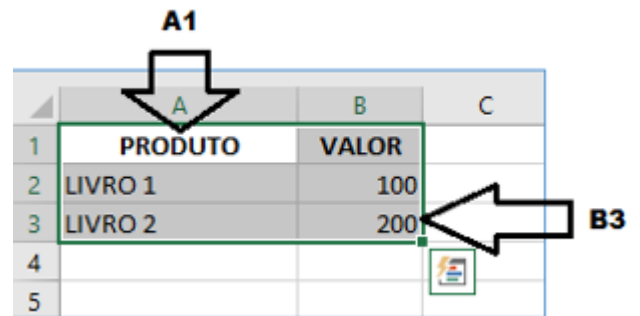 A1
A B C
1 PRODUTO VALOR
2 LIVRO 1 100
3 LIVRO 2 200
B3
4
5